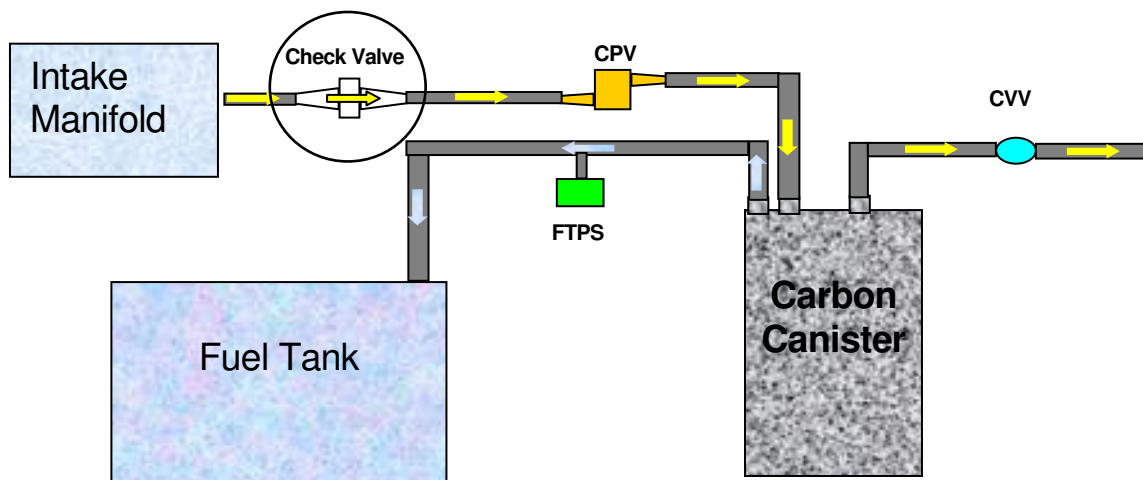 Intake
Manifold
Check Valve
CPV
CVV
FTPS
Fuel Tank
Carbon
Canister